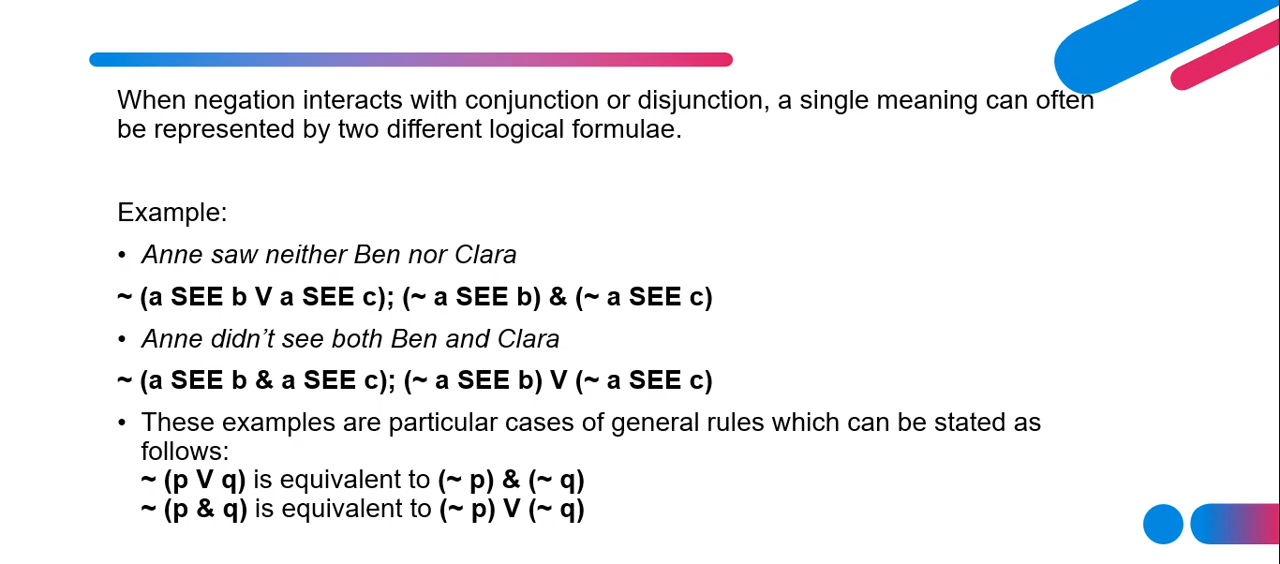 When negation interacts with conjunction or disjunction, a single meaning can often
be represented by two different logical formulae.
Example:
• Anne saw neither Ben nor Clara
~ (a SEE b V a SEE c); (~ a SEE b) & (~ a SEE c)
• Anne didn’t see both Ben and Clara
~ (a SEE b & a SEE c); (~ a SEE b) V (~ a SEE c)
• These examples are particular cases of general rules which can be stated as
follows:
~ (p V q) is equivalent to (~ p) & (~ q)
~ (p & q) is equivalent to (~ p) V (~ q)